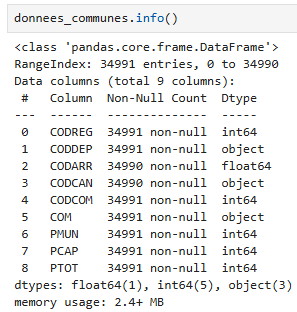 donnees_communes.info()
<class 'pandas.core.frame.DataFrame'>
RangeIndex: 34991 entries, 0 to 34990
Data columns (total 9 columns):
 #   Column  Non-Null Count  Dtype
---  ------  --------------  -----
 0   CODREG  34991 non-null  int64
 1   CODDEP  34991 non-null  object
 2   CODARR  34990 non-null  float64
 3   CODCAN  34990 non-null  object
 4   CODCOM  34991 non-null  int64
 5   COM     34991 non-null  object
 6   PMUN    34991 non-null  int64
 7   PCAP    34991 non-null  int64
 8   PTOT    34991 non-null  int64
dtypes: float64(1), int64(5), object(3)
memory usage: 2.4+ MB